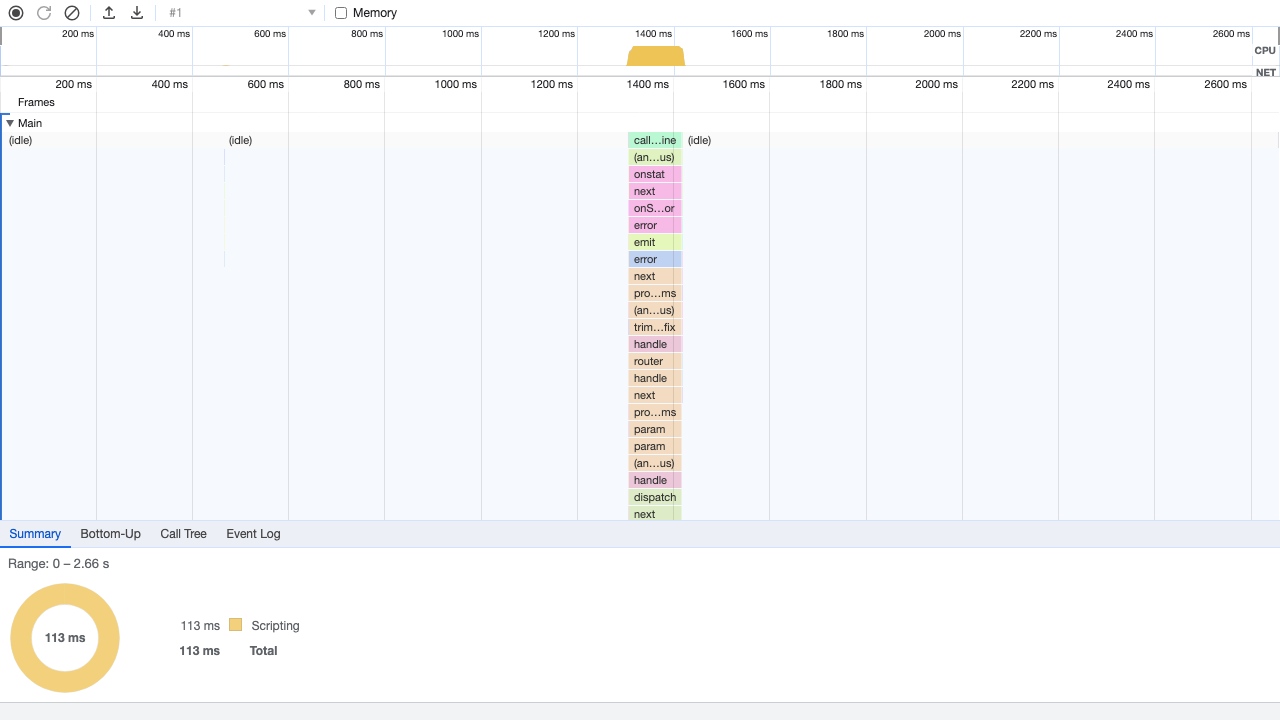 #1 Memory
200 ms 400 ms 600 ms 800 ms 1000 ms 1200 ms 1400 ms 1600 ms 1800 ms 2000 ms 2200 ms 2400 ms 2600 ms
CPU
NET
200 ms 400 ms 600 ms 800 ms 1000 ms 1200 ms 1400 ms 1600 ms 1800 ms 2000 ms 2200 ms 2400 ms 2600 ms
Frames
Main
(idle) (idle) call…ine (idle)
(an…us)
onstat
next
onS…or
error
emit
error
next
pro…ms
(an…us)
trim…fix
handle
router
handle
next
pro…ms
param
param
(an…us)
handle
dispatch
next
Summary Bottom-Up Call Tree Event Log
Range: 0 – 2.66 s
113 ms 113 ms Scripting
113 ms Total